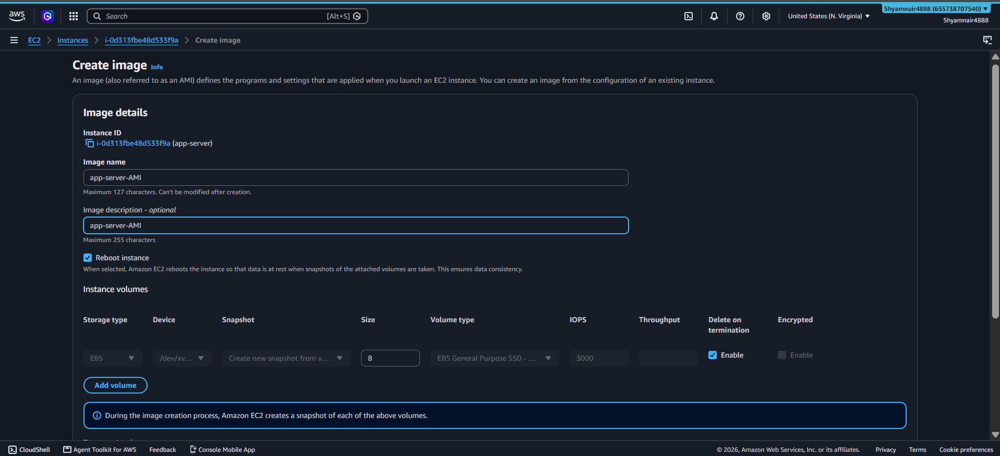 aws
Search [Alt+S]
United States (N. Virginia)
Shyamnair4888 (655738707540)
Shyamnair4888
EC2 Instances i-0d313fbe48d533f9a Create image
Create image Info
An image (also referred to as an AMI) defines the programs and settings that are applied when you launch an EC2 instance. You can create an image from the configuration of an existing instance.
Image details
Instance ID
i-0d313fbe48d533f9a (app-server)
Image name
app-server-AMI
Maximum 127 characters. Can't be modified after creation.
Image description - optional
app-server-AMI
Maximum 255 characters
Reboot instance
When selected, Amazon EC2 reboots the instance so that data is at rest when snapshots of the attached volumes are taken. This ensures data consistency.
Instance volumes
Storage type Device Snapshot Size Volume type IOPS Throughput Delete on termination Encrypted
EBS /dev/xv... Create new snapshot from v... 8 EBS General Purpose SSD - ... 3000 Enable Enable
Add volume
During the image creation process, Amazon EC2 creates a snapshot of each of the above volumes.
CloudShell Agent Toolkit for AWS Feedback Console Mobile App © 2026, Amazon Web Services, Inc. or its affiliates. Privacy Terms Cookie preferences